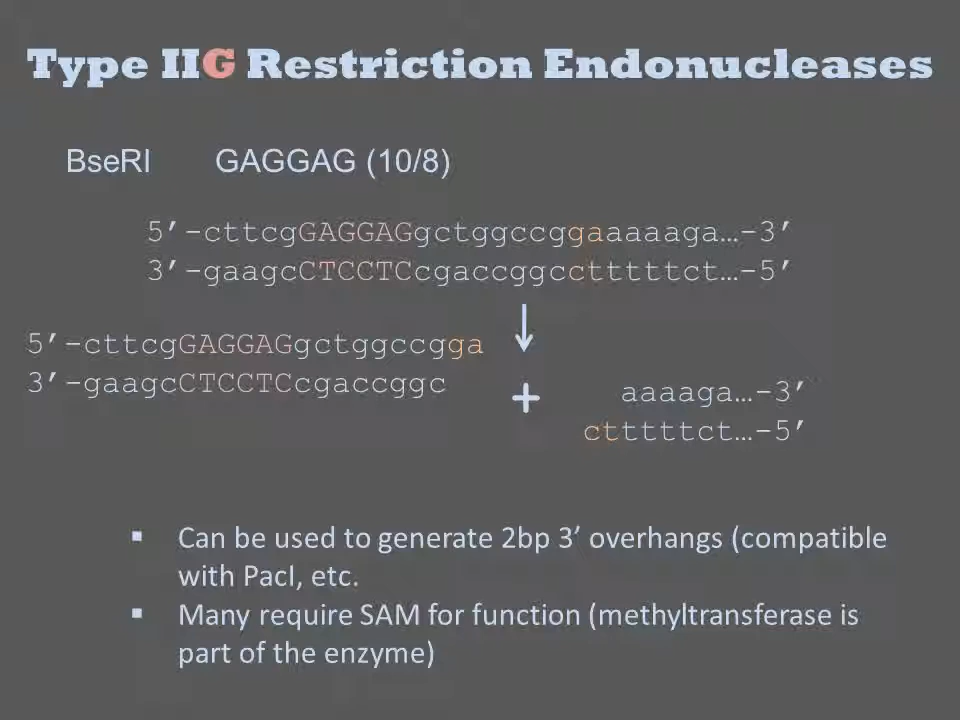 Type IIG Restriction Endonucleases
BseRI GAGGAG (10/8)
5’-cttcgGAGGAGgctggccggaaaaaga…-3’
3’-gaagcCTCCTCcgaccggcctttttct…-5’
5’-cttcgGAGGAGgctggccgga
3’-gaagcCTCCTCcgaccggc
+
aaaaga…-3’
ctttttct…-5’
▪ Can be used to generate 2bp 3’ overhangs (compatible
with PacI, etc.
▪ Many require SAM for function (methyltransferase is
part of the enzyme)